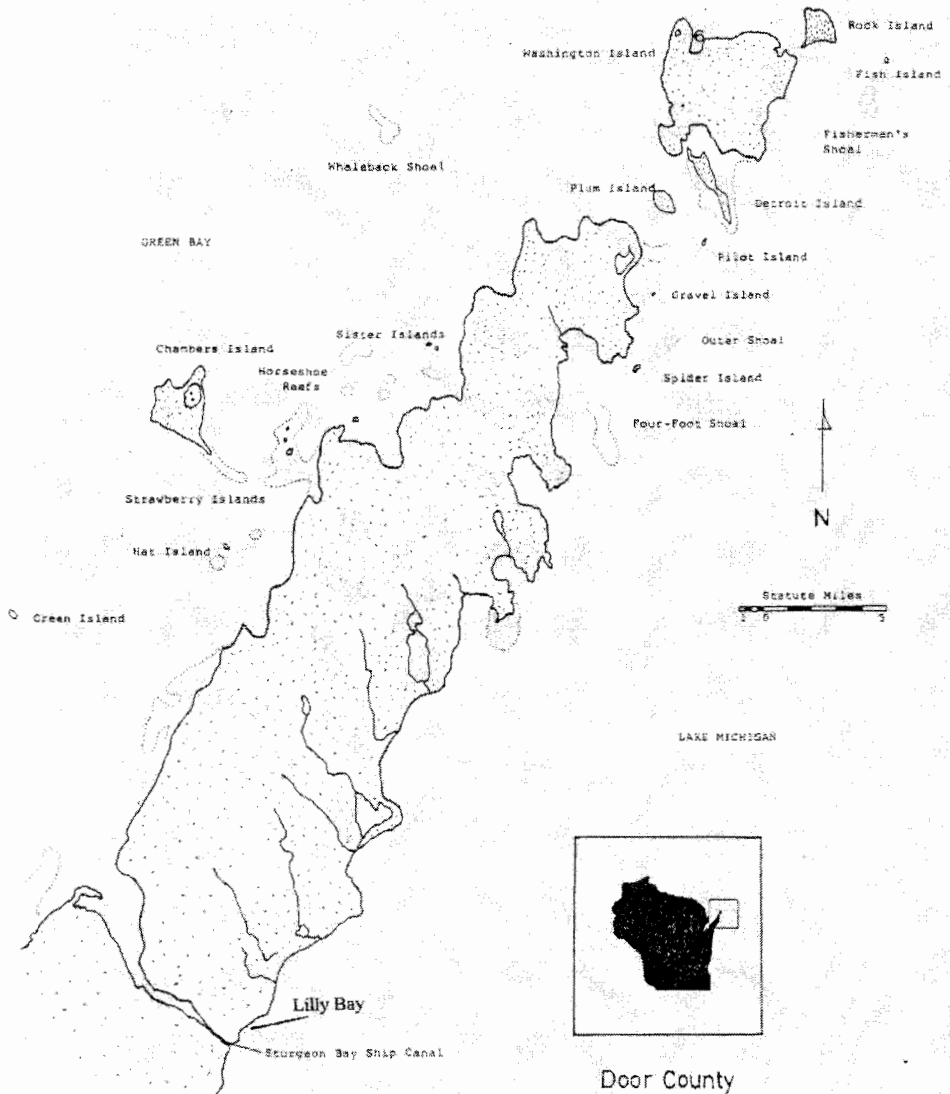 Rock Island
Washington Island
Fish Island
Fishermen's
Shoal
Whaleback Shoal
Plum Island
Detroit Island
GREEN BAY
Pilot Island
Gravel Island
Sister Islands
Outer Shoal
Chambers Island
Horseshoe
Reefs
Spider Island
Four-Foot Shoal
Strawberry Islands
N
Hat Island
Statute Miles
Green Island
5
LAKE MICHIGAN
Lilly Bay
Sturgeon Bay Ship Canal
Door County